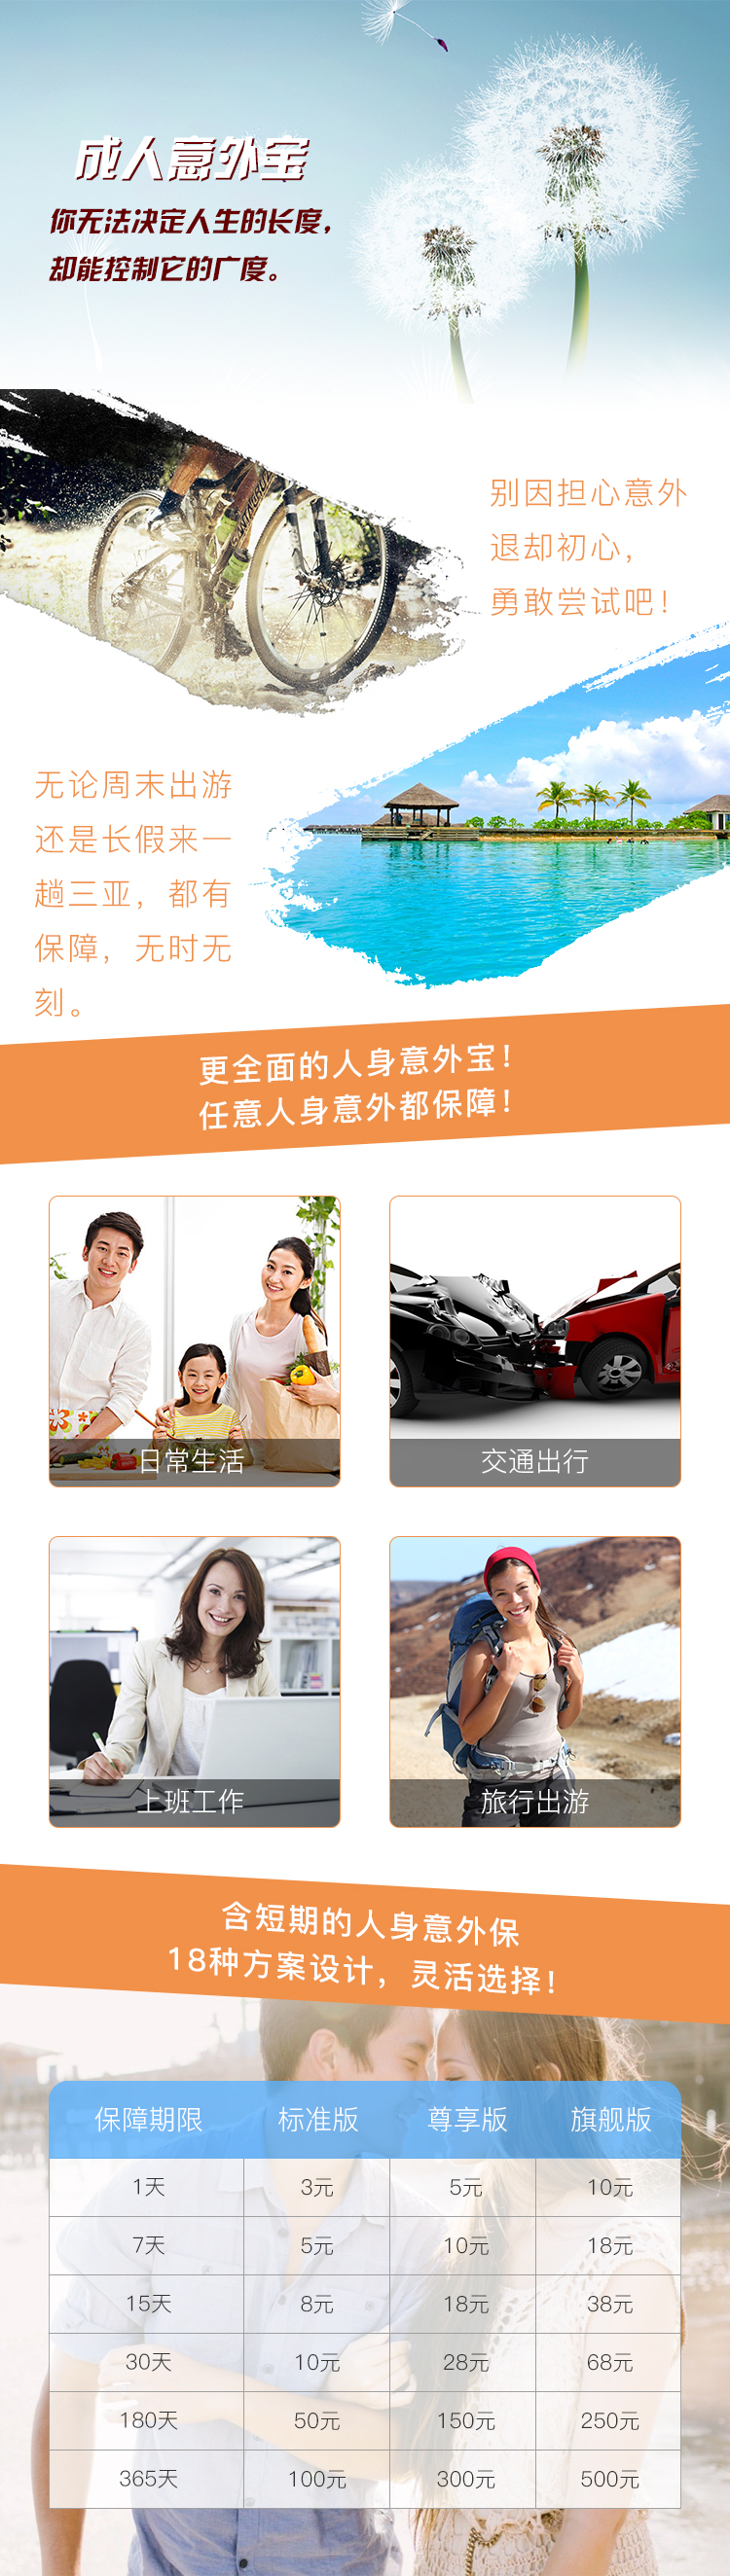 成人意外宝
你无法决定人生的长度，
却能控制它的广度。
别因担心意外
退却初心，
勇敢尝试吧！
无论周末出游
还是长假来一
趟三亚，都有
保障，无时无
刻。
更全面的人身意外宝！
任意人身意外都保障！
日常生活
交通出行
上班工作
旅行出游
含短期的人身意外保
18种方案设计，灵活选择！
保障期限 标准版 尊享版 旗舰版
1天 3元 5元 10元
7天 5元 10元 18元
15天 8元 18元 38元
30天 10元 28元 68元
180天 50元 150元 250元
365天 100元 300元 500元